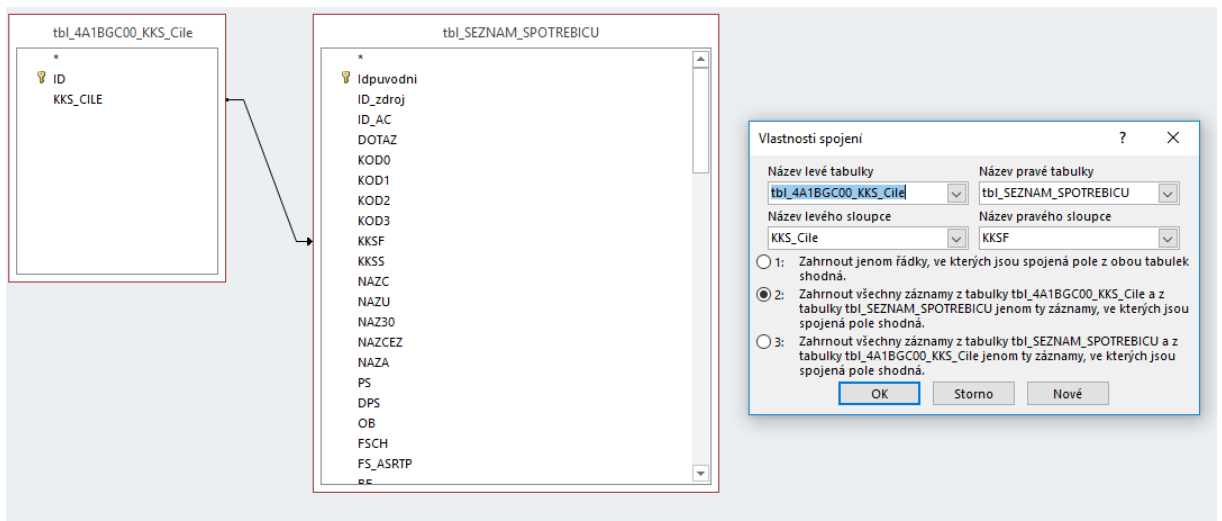 tbl_4A1BGC00_KKS_Cile
*
ID
KKS_CILE
tbl_SEZNAM_SPOTREBICU
*
Idpuvodni
ID_zdroj
ID_AC
DOTAZ
KOD0
KOD1
KOD2
KOD3
KKSF
KKSS
NAZC
NAZU
NAZ30
NAZCEZ
NAZA
PS
DPS
OB
FSCH
FS_ASRTP
Vlastnosti spojení ? X
Název levé tabulky Název pravé tabulky
tbl_4A1BGC00_KKS_Cile tbl_SEZNAM_SPOTREBICU
Název levého sloupce Název pravého sloupce
KKS_Cile KKSF
1: Zahrnout jenom řádky, ve kterých jsou spojená pole z obou tabulek
shodná.
2: Zahrnout všechny záznamy z tabulky tbl_4A1BGC00_KKS_Cile a z
tabulky tbl_SEZNAM_SPOTREBICU jenom ty záznamy, ve kterých jsou
spojená pole shodná.
3: Zahrnout všechny záznamy z tabulky tbl_SEZNAM_SPOTREBICU a z
tabulky tbl_4A1BGC00_KKS_Cile jenom ty záznamy, ve kterých jsou
spojená pole shodná.
OK Storno Nové